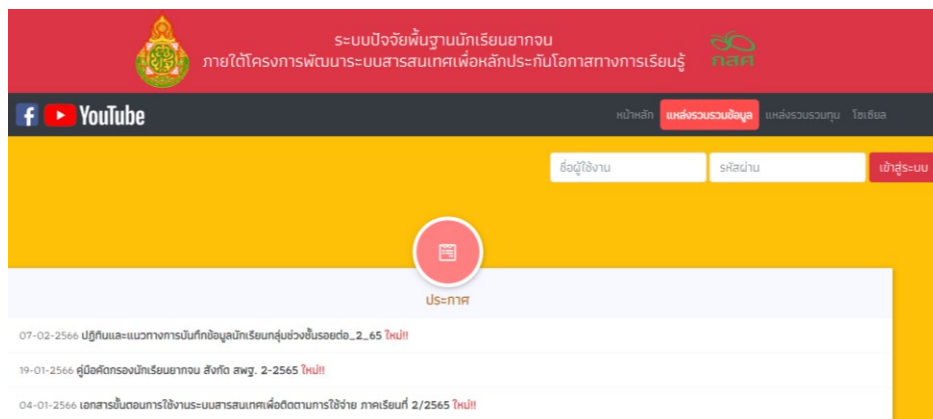 ระบบปัจจัยพื้นฐานนักเรียนยากจน
ภายใต้โครงการพัฒนาระบบสารสนเทศเพื่อหลักประกันโอกาสทางการเรียนรู้
กสศ
YouTube
หน้าหลัก แหล่งรวบรวมข้อมูล แหล่งรวบรวมทุน โซเชียล
ชื่อผู้ใช้งาน รหัสผ่าน เข้าสู่ระบบ
ประกาศ
07-02-2566 ปฏิทินและแนวทางการบันทึกข้อมูลนักเรียนกลุ่มช่วงชั้นรอยต่อ_2_65 ใหม่!!
19-01-2566 คู่มือคัดกรองนักเรียนยากจน สังกัด สพฐ. 2-2565 ใหม่!!
04-01-2566 เอกสารขั้นตอนการใช้งานระบบสารสนเทศเพื่อติดตามการใช้จ่าย ภาคเรียนที่ 2/2565 ใหม่!!